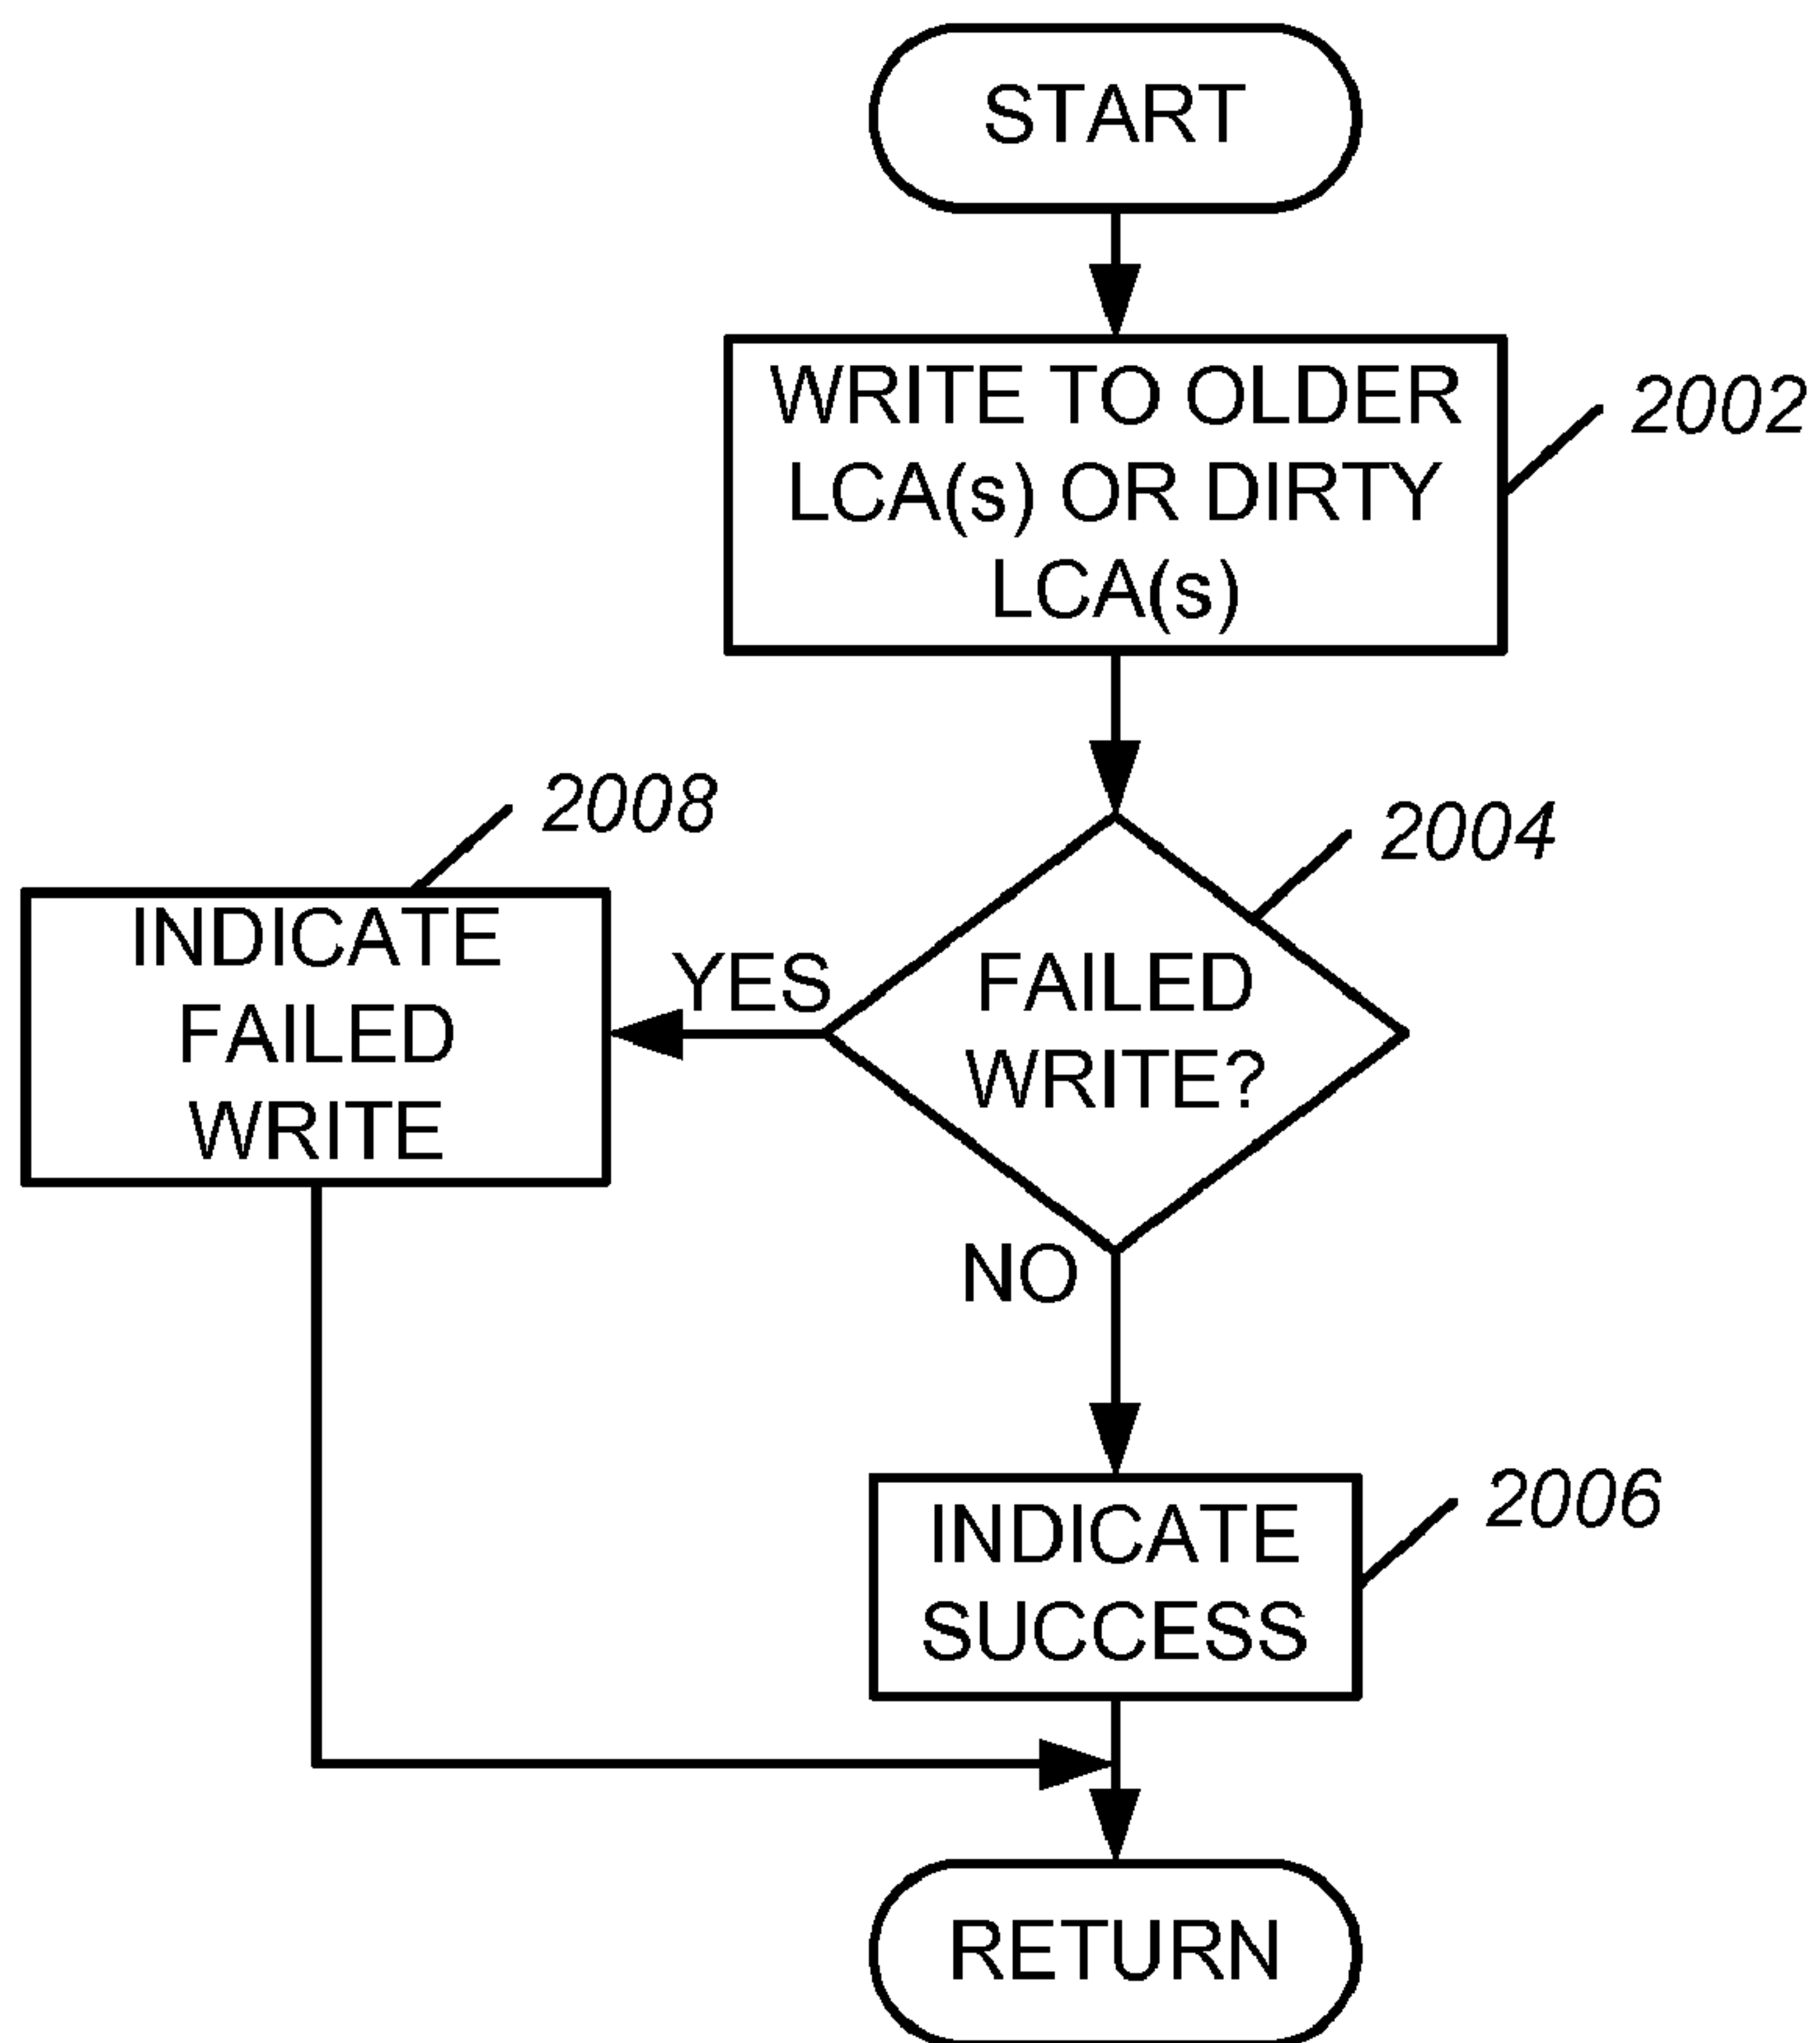 START
WRITE TO OLDER
LCA(s) OR DIRTY
LCA(s)
2002
2008
2004
INDICATE
FAILED
WRITE
YES
FAILED
WRITE?
NO
INDICATE
SUCCESS
2006
RETURN